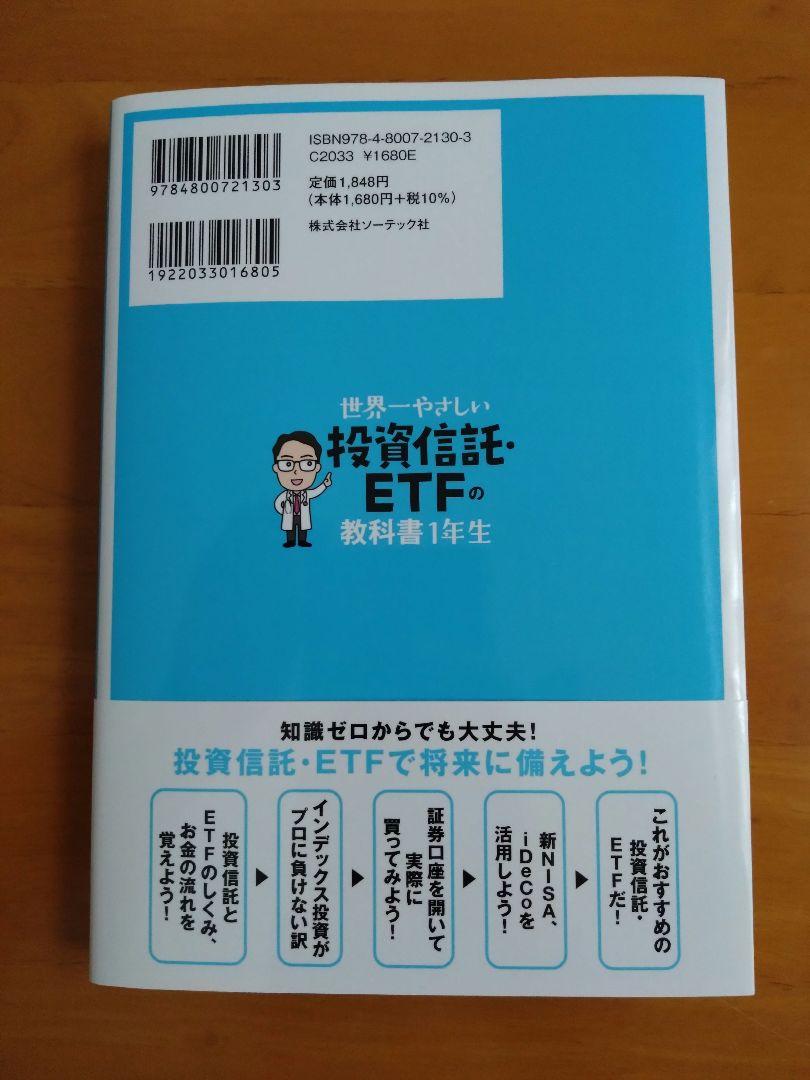 ISBN978-4-8007-2130-3
C2033 ¥1680E
9784800721303
定価1,848円
(本体1,680円+税10%)
株式会社ソーテック社
1922033016805
世界一やさしい
投資信託・
ETFの
教科書1年生
知識ゼロからでも大丈夫！
投資信託・ETFで将来に備えよう！
投資信託と
ETFのしくみ、
お金の流れを
覚えよう！
インデックス投資が
プロに負けない訳
証券口座を開いて
実際に
買ってみよう！
新NISA、
iDeCoを
活用しよう！
これがおすすめの
投資信託・
ETFだ！